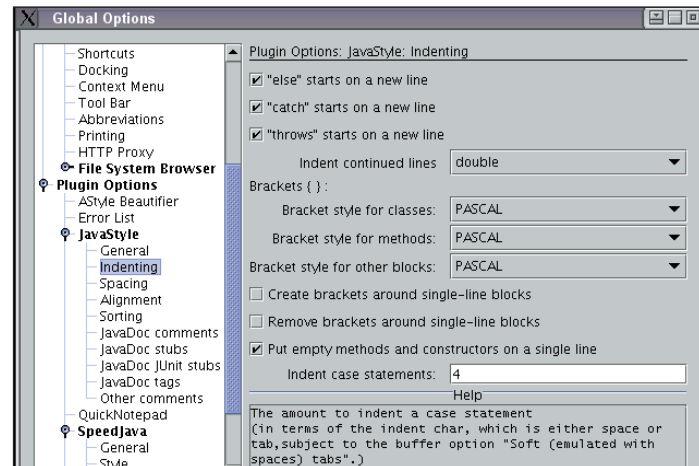 X Global Options
Shortcuts
Docking
Context Menu
Tool Bar
Abbreviations
Printing
HTTP Proxy
File System Browser
Plugin Options
AStyle Beautifier
Error List
JavaStyle
General
Indenting
Spacing
Alignment
Sorting
JavaDoc comments
JavaDoc stubs
JavaDoc JUnit stubs
JavaDoc tags
Other comments
QuickNotepad
SpeedJava
General
Style
Plugin Options: JavaStyle: Indenting
"else" starts on a new line
"catch" starts on a new line
"throws" starts on a new line
Indent continued lines double
Brackets { } :
Bracket style for classes: PASCAL
Bracket style for methods: PASCAL
Bracket style for other blocks: PASCAL
Create brackets around single-line blocks
Remove brackets around single-line blocks
Put empty methods and constructors on a single line
Indent case statements: 4
Help
The amount to indent a case statement
(in terms of the indent char, which is either space or
tab,subject to the buffer option "Soft (emulated with
spaces) tabs".)